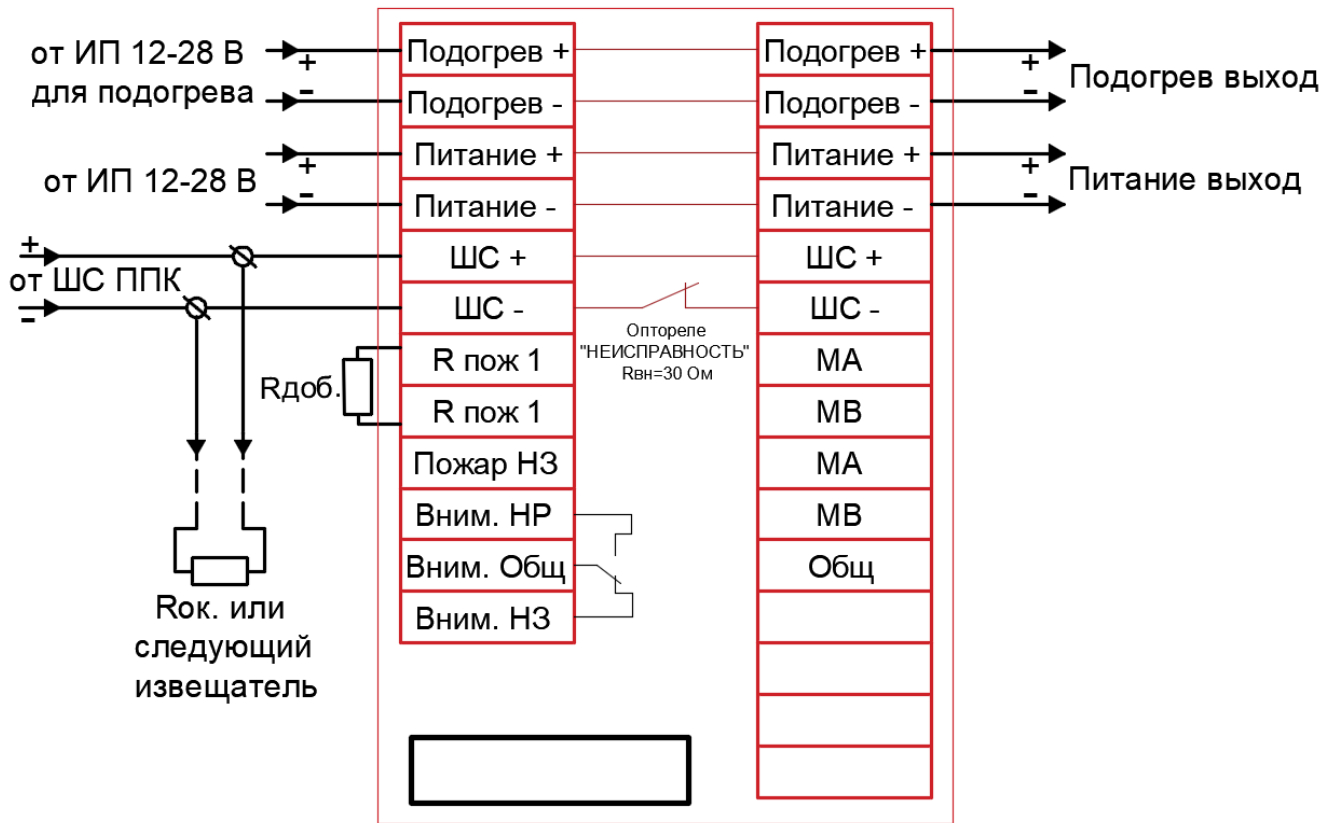 от ИП 12-28 В
для подогрева
+
-
от ИП 12-28 В
+
-
+
от ШС ППК
-
Rдоб.
Rок. или
следующий
извещатель
Подогрев +
Подогрев -
Питание +
Питание -
ШС +
ШС -
R пож 1
R пож 1
Пожар НЗ
Вним. НР
Вним. Общ
Вним. НЗ
Оптореле
"НЕИСПРАВНОСТЬ"
Rвн=30 Ом
Подогрев +
Подогрев -
Питание +
Питание -
ШС +
ШС -
МА
МВ
МА
МВ
Общ
+
-
Подогрев выход
+
-
Питание выход